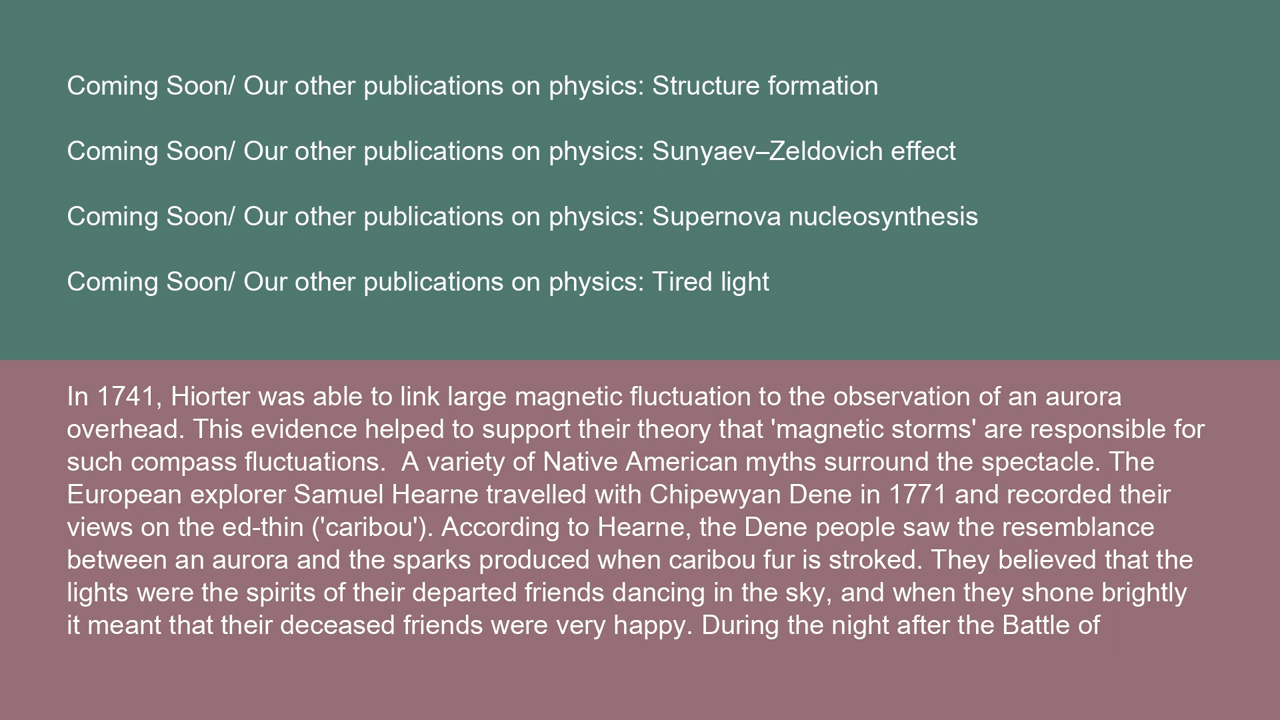 Coming Soon/ Our other publications on physics: Structure formation
Coming Soon/ Our other publications on physics: Sunyaev–Zeldovich effect
Coming Soon/ Our other publications on physics: Supernova nucleosynthesis
Coming Soon/ Our other publications on physics: Tired light
In 1741, Hiorter was able to link large magnetic fluctuation to the observation of an aurora
overhead. This evidence helped to support their theory that 'magnetic storms' are responsible for
such compass fluctuations.  A variety of Native American myths surround the spectacle. The
European explorer Samuel Hearne travelled with Chipewyan Dene in 1771 and recorded their
views on the ed-thin ('caribou'). According to Hearne, the Dene people saw the resemblance
between an aurora and the sparks produced when caribou fur is stroked. They believed that the
lights were the spirits of their departed friends dancing in the sky, and when they shone brightly
it meant that their deceased friends were very happy. During the night after the Battle of